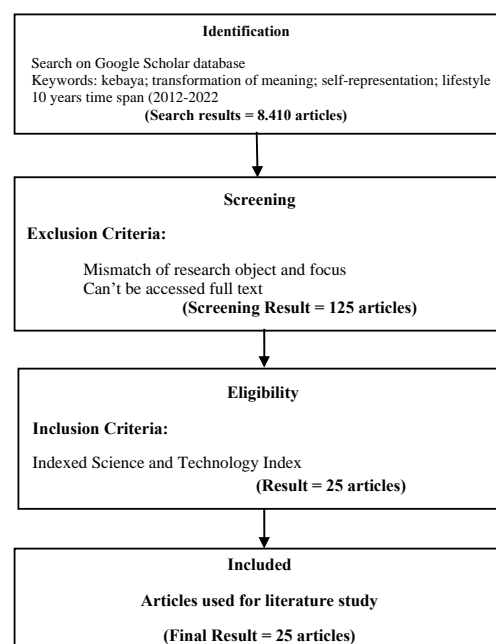 Identification
Search on Google Scholar database
Keywords: kebaya; transformation of meaning; self-representation; lifestyle
10 years time span (2012-2022
(Search results = 8.410 articles)
Screening
Exclusion Criteria:
Mismatch of research object and focus
Can't be accessed full text
(Screening Result = 125 articles)
Eligibility
Inclusion Criteria:
Indexed Science and Technology Index
(Result = 25 articles)
Included
Articles used for literature study
(Final Result = 25 articles)